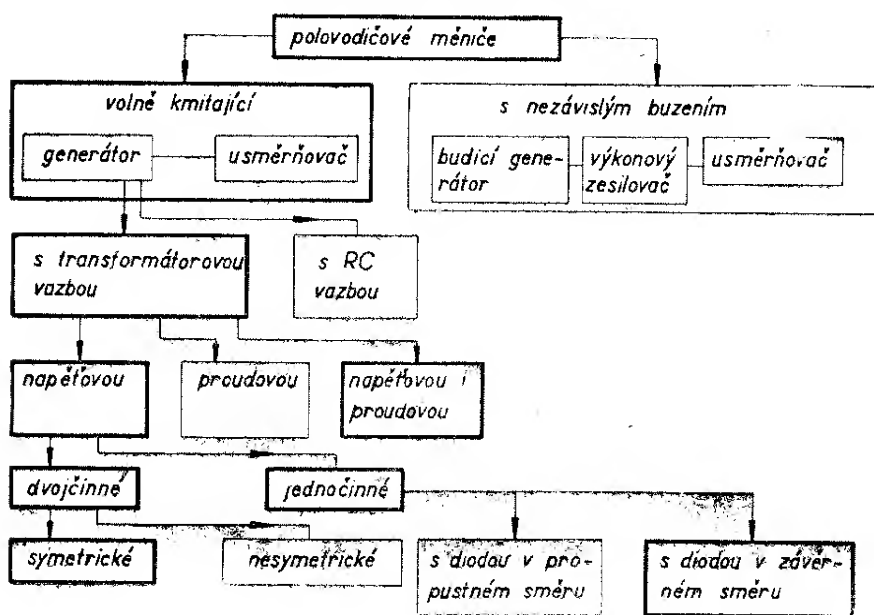 polovodičové měniče
volně kmitající
generátor
usměrňovač
s nezávislým buzením
budicí gene-
rátor
výkonový
zesilovač
usměrňovač
s transformátorovou
vazbou
s RC
vazbou
napěťovou
proudovou
napěťovou i
proudovou
dvojčinné
jednočinné
symetrické
nesymetrické
s diodou v pro-
pustném směru
s diodou v závěr-
ném směru